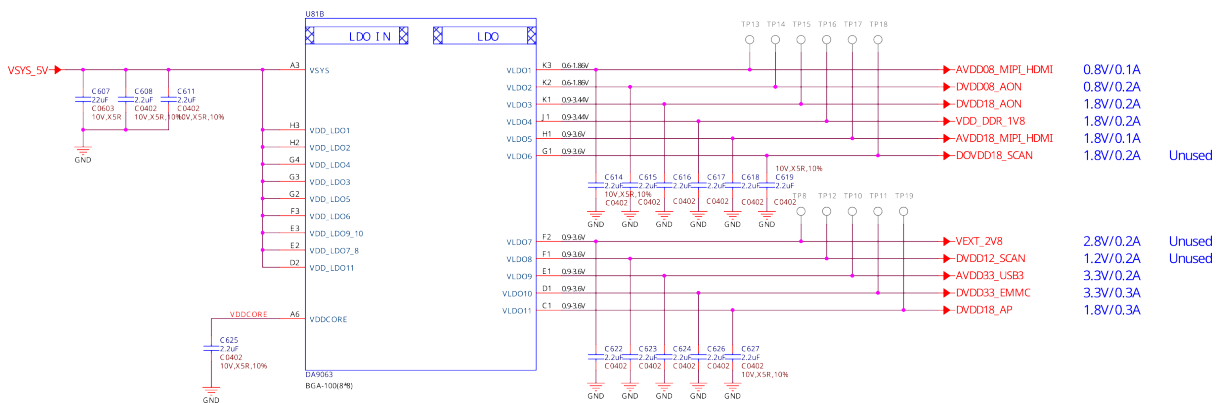 U81B
LDO IN
LDO
VSYS_5V
C607
22uF
C0603
10V,X5R
C608
2.2uF
C0402
10V,X5R,10%
C611
2.2uF
C0402
10V,X5R,10%
GND
A3 VSYS
H3 VDD_LDO1
H2 VDD_LDO2
G4 VDD_LDO4
G3 VDD_LDO3
G2 VDD_LDO5
F3 VDD_LDO6
E3 VDD_LDO9_10
E2 VDD_LDO7_8
D2 VDD_LDO11
VDDCORE A6 VDDCORE
C625
2.2uF
C0402
10V,X5R,10%
GND
DA9063
BGA-100(8*8)
TP13 TP14 TP15 TP16 TP17 TP18
VLDO1 K3 0.6-1.86V AVDD08_MIPI_HDMI 0.8V/0.1A
VLDO2 K2 0.6-1.86V AVDD08_AON 0.8V/0.2A
VLDO3 K1 0.9-3.44V DVDD18_AON 1.8V/0.2A
VLDO4 J1 0.9-3.44V VDD_DDR_1V8 1.8V/0.2A
VLDO5 H1 0.9-3.6V AVDD18_MIPI_HDMI 1.8V/0.1A
VLDO6 G1 0.9-3.6V DOVDD18_SCAN 1.8V/0.2A Unused
10V,X5R,10%
C614 C615 C616 C617 C618 C619
2.2uF 2.2uF 2.2uF 2.2uF 2.2uF 2.2uF
10V,X5R,10%
C0402 C0402 C0402 C0402 C0402
GND GND GND GND GND GND
TP8 TP12 TP10 TP11 TP19
VLDO7 F2 0.9-3.6V VEXT_2V8 2.8V/0.2A Unused
VLDO8 F1 0.9-3.6V DVDD12_SCAN 1.2V/0.2A Unused
VLDO9 E1 0.9-3.6V AVDD33_USB3 3.3V/0.2A
VLDO10 D1 0.9-3.6V DVDD33_EMMC 3.3V/0.3A
VLDO11 C1 0.9-3.6V DVDD18_AP 1.8V/0.3A
C622 C623 C624 C626 C627
2.2uF 2.2uF 2.2uF 2.2uF 2.2uF
C0402 C0402 C0402 C0402 C0402
10V,X5R,10%
GND GND GND GND GND